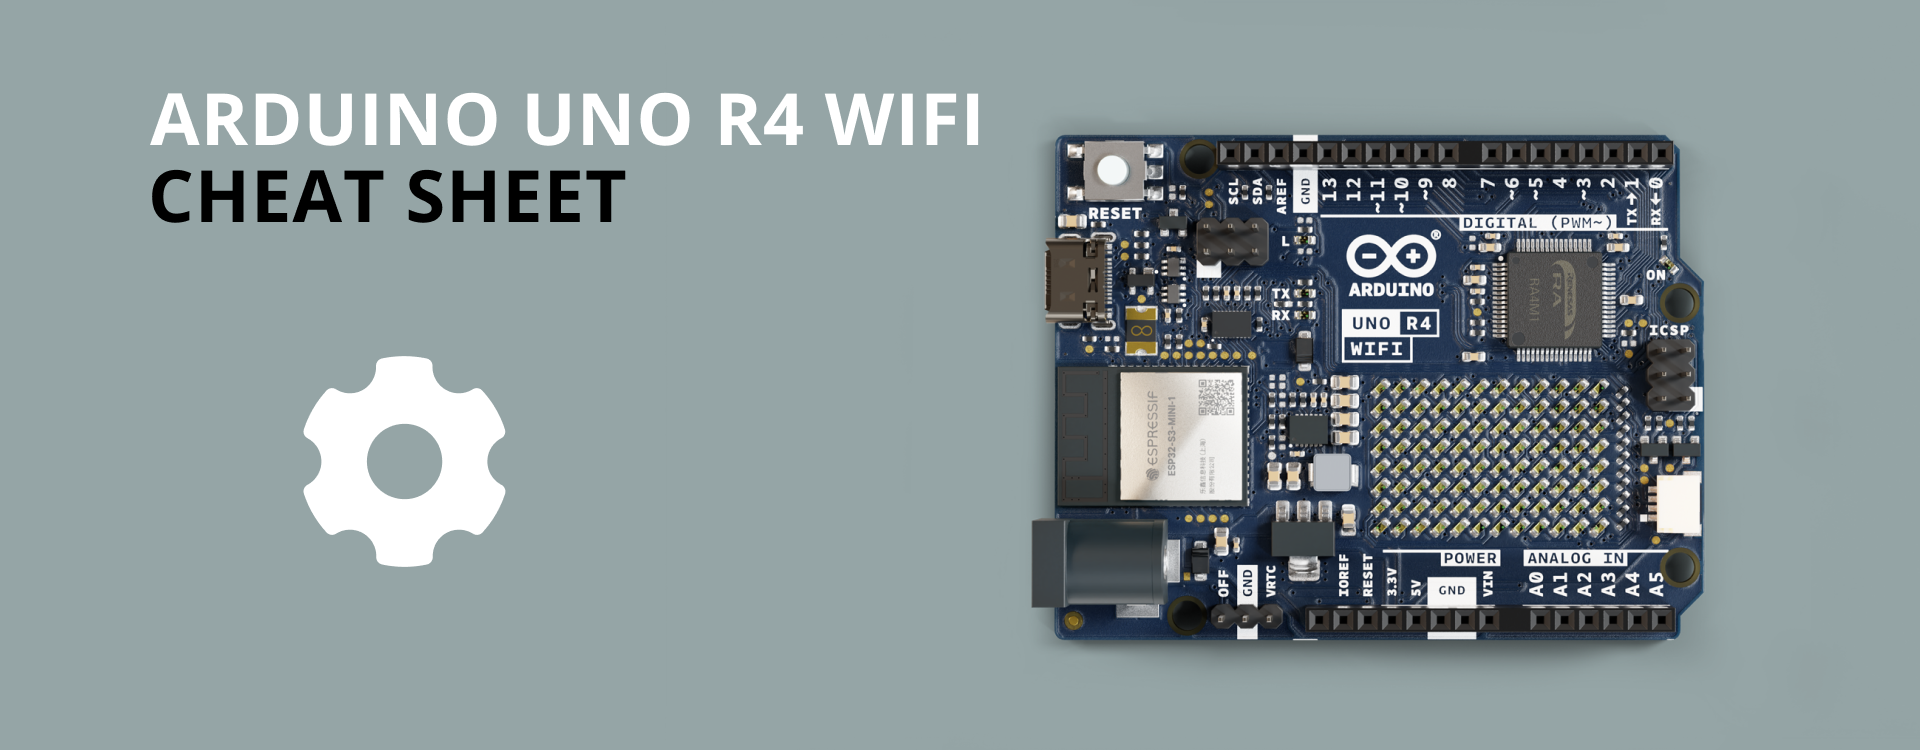 ARDUINO UNO R4 WIFI
CHEAT SHEET
RESET
SCL
SDA
AREF
GND
13
12
~11
~10
~9
8
7
~6
~5
4
~3
2
TX→1
RX←0
DIGITAL (PWM~)
L
®
ARDUINO
ON
TX
RX
UNO R4
WIFI
RA
RA4M1
ICSP
8
ESPRESSIF
ESP32-S3-MINI-1
POWER
ANALOG IN
OFF
GND
VRTC
IOREF
RESET
3.3V
5V
GND
VIN
A0
A1
A2
A3
A4
A5